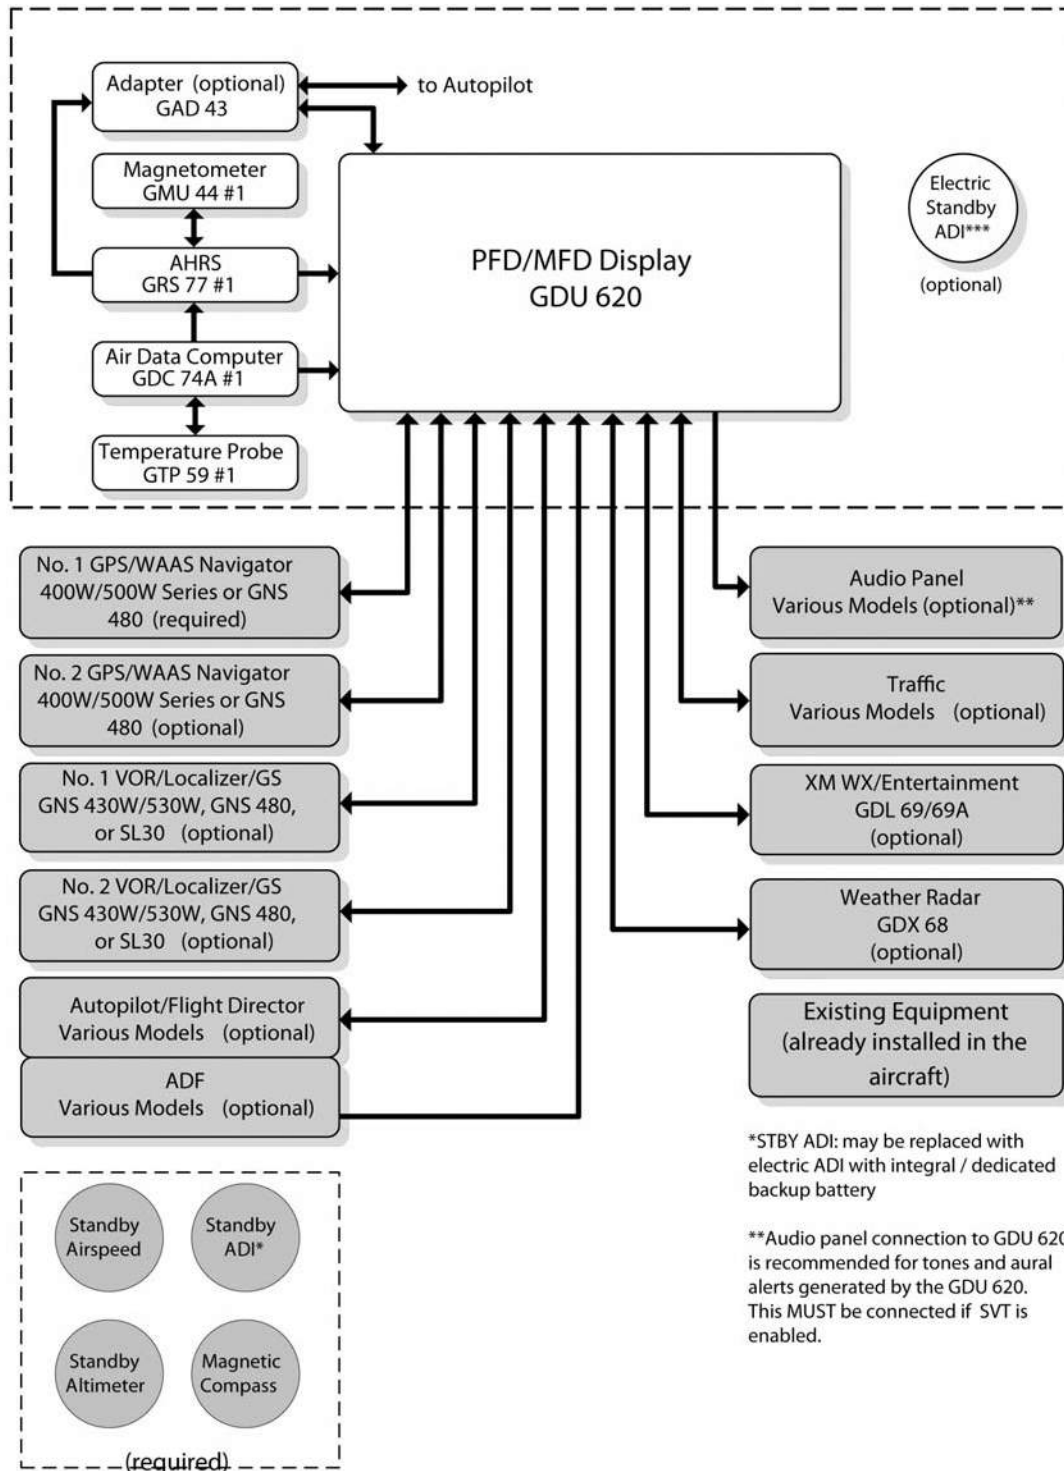 Adapter (optional)
GAD 43
to Autopilot
Magnetometer
GMU 44 #1
AHRS
GRS 77 #1
Air Data Computer
GDC 74A #1
Temperature Probe
GTP 59 #1
PFD/MFD Display
GDU 620
Electric
Standby
ADI***
(optional)
No. 1 GPS/WAAS Navigator
400W/500W Series or GNS
480 (required)
No. 2 GPS/WAAS Navigator
400W/500W Series or GNS
480 (optional)
No. 1 VOR/Localizer/GS
GNS 430W/530W, GNS 480,
or SL30 (optional)
No. 2 VOR/Localizer/GS
GNS 430W/530W, GNS 480,
or SL30 (optional)
Autopilot/Flight Director
Various Models (optional)
ADF
Various Models (optional)
Audio Panel
Various Models (optional)**
Traffic
Various Models (optional)
XM WX/Entertainment
GDL 69/69A
(optional)
Weather Radar
GDX 68
(optional)
Existing Equipment
(already installed in the
aircraft)
*STBY ADI: may be replaced with
electric ADI with integral / dedicated
backup battery
**Audio panel connection to GDU 620
is recommended for tones and aural
alerts generated by the GDU 620.
This MUST be connected if SVT is
enabled.
Standby
Airspeed
Standby
ADI*
Standby
Altimeter
Magnetic
Compass
(required)